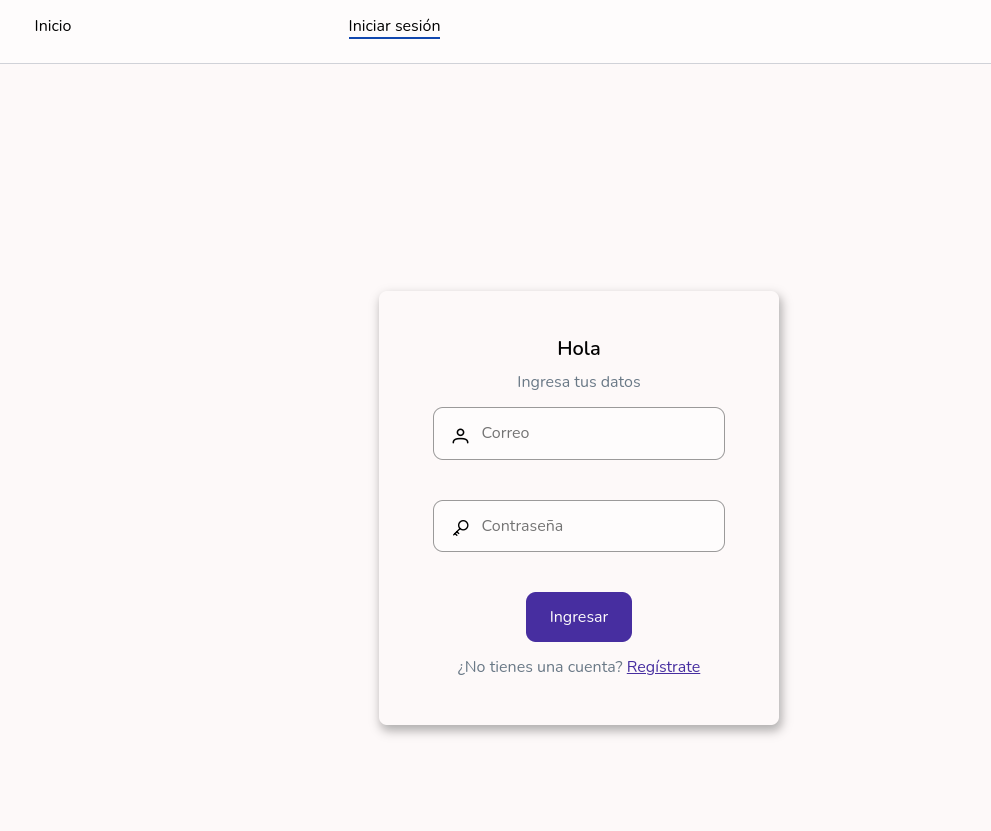 Inicio
Iniciar sesión
Hola
Ingresa tus datos
Correo
Contraseña
Ingresar
¿No tienes una cuenta? Regístrate